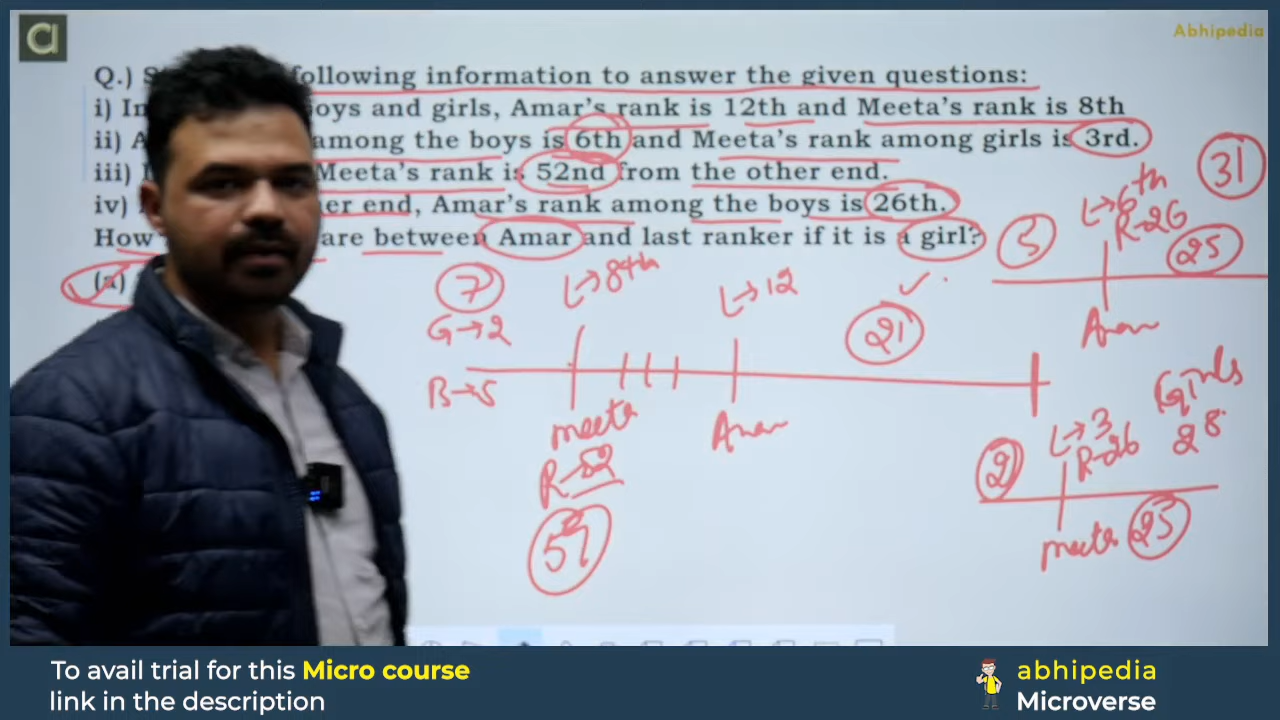 Abhipedia
Q.) following information to answer the given questions:
i) In oys and girls, Amar's rank is 12th and Meeta's rank is 8th
ii) A among the boys is 6th and Meeta's rank among girls is 3rd.
iii) Meeta's rank is 52nd from the other end.
iv) er end, Amar's rank among the boys is 26th.
How are between Amar and last ranker if it is a girl?
(a)
31
L→6th
R-26
3
25
Amar
7
L→8th
L→12
G→2
21
B→5
meeta
Amar
R-52
59
Girls
28
L→3
R-26
2
meeta 25
To avail trial for this Micro course
link in the description
abhipedia
Microverse